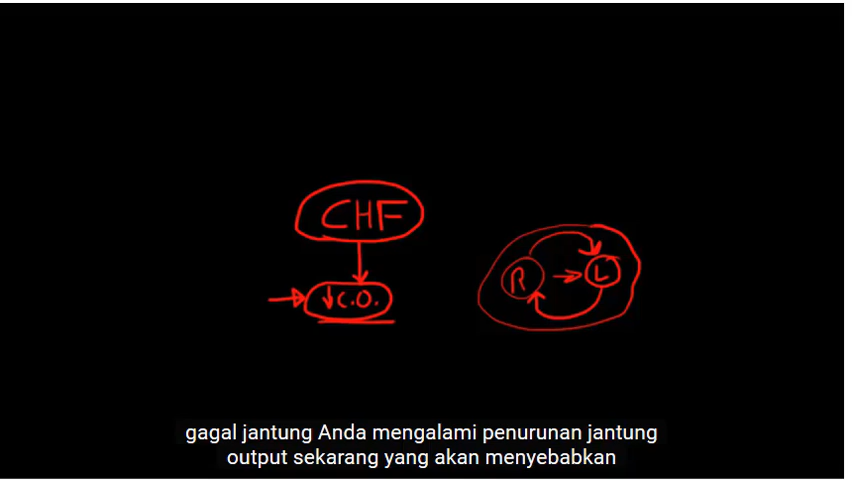 CHF
↓C.O.
R → L
gagal jantung Anda mengalami penurunan jantung
output sekarang yang akan menyebabkan